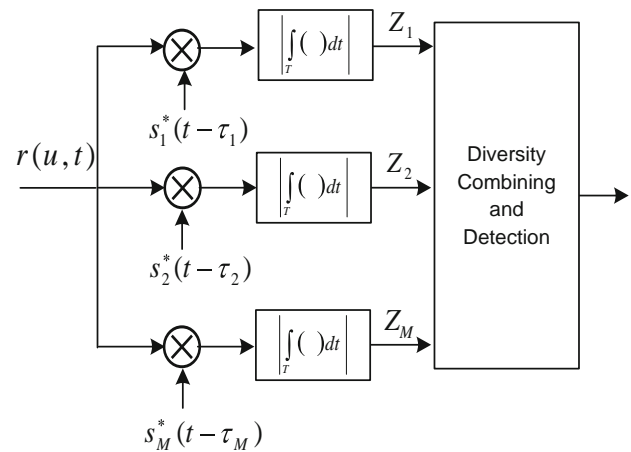 |∫_T ( ) dt|
Z_1
s_1^*(t − τ_1)
r(u, t)
|∫_T ( ) dt|
Z_2
s_2^*(t − τ_2)
Diversity
Combining
and
Detection
|∫_T ( ) dt|
Z_M
s_M^*(t − τ_M)